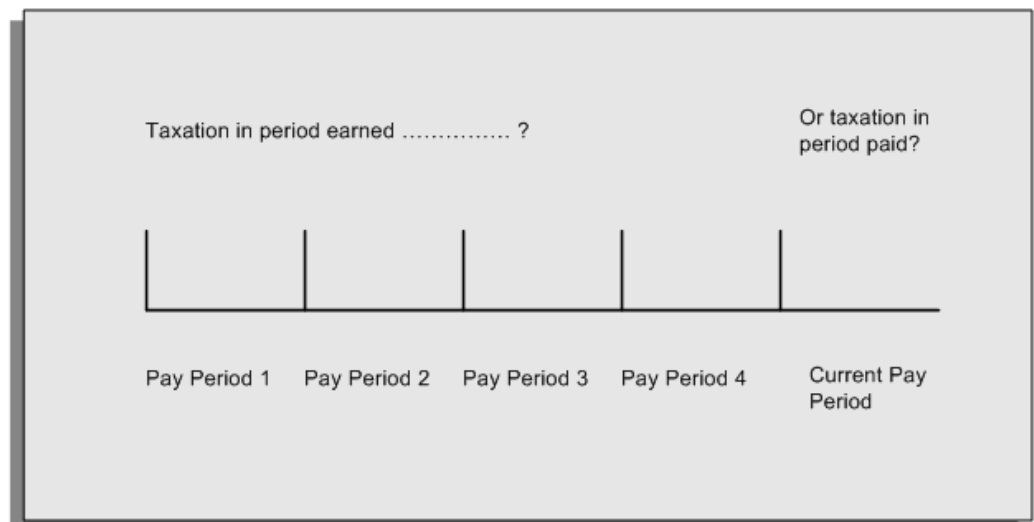 Taxation in period earned …………… ?
Or taxation in
period paid?
Pay Period 1
Pay Period 2
Pay Period 3
Pay Period 4
Current Pay
Period